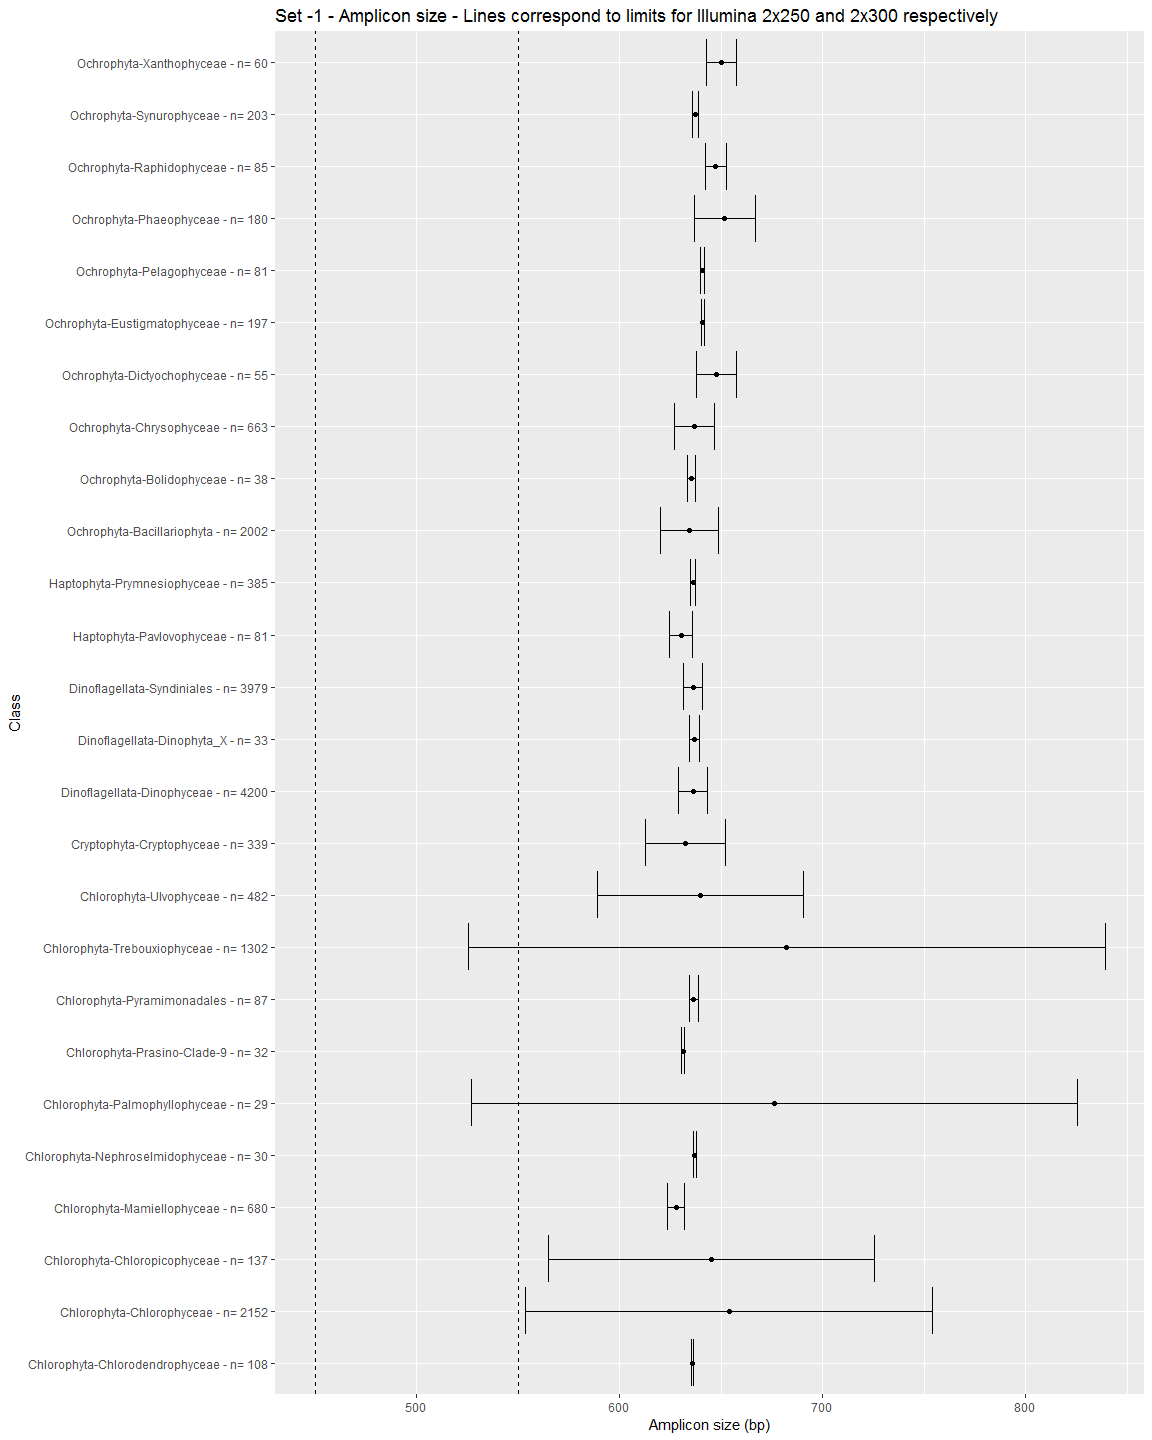 Set -1 - Amplicon size - Lines correspond to limits for Illumina 2x250 and 2x300 respectively
Ochrophyta-Xanthophyceae - n= 60
Ochrophyta-Synurophyceae - n= 203
Ochrophyta-Raphidophyceae - n= 85
Ochrophyta-Phaeophyceae - n= 180
Ochrophyta-Pelagophyceae - n= 81
Ochrophyta-Eustigmatophyceae - n= 197
Ochrophyta-Dictyochophyceae - n= 55
Ochrophyta-Chrysophyceae - n= 663
Ochrophyta-Bolidophyceae - n= 38
Ochrophyta-Bacillariophyta - n= 2002
Haptophyta-Prymnesiophyceae - n= 385
Haptophyta-Pavlovophyceae - n= 81
Dinoflagellata-Syndiniales - n= 3979
Dinoflagellata-Dinophyta_X - n= 33
Dinoflagellata-Dinophyceae - n= 4200
Cryptophyta-Cryptophyceae - n= 339
Chlorophyta-Ulvophyceae - n= 482
Chlorophyta-Trebouxiophyceae - n= 1302
Chlorophyta-Pyramimonadales - n= 87
Chlorophyta-Prasino-Clade-9 - n= 32
Chlorophyta-Palmophyllophyceae - n= 29
Chlorophyta-Nephroselmidophyceae - n= 30
Chlorophyta-Mamiellophyceae - n= 680
Chlorophyta-Chloropicophyceae - n= 137
Chlorophyta-Chlorophyceae - n= 2152
Chlorophyta-Chlorodendrophyceae - n= 108
Class
500 600 700 800
Amplicon size (bp)